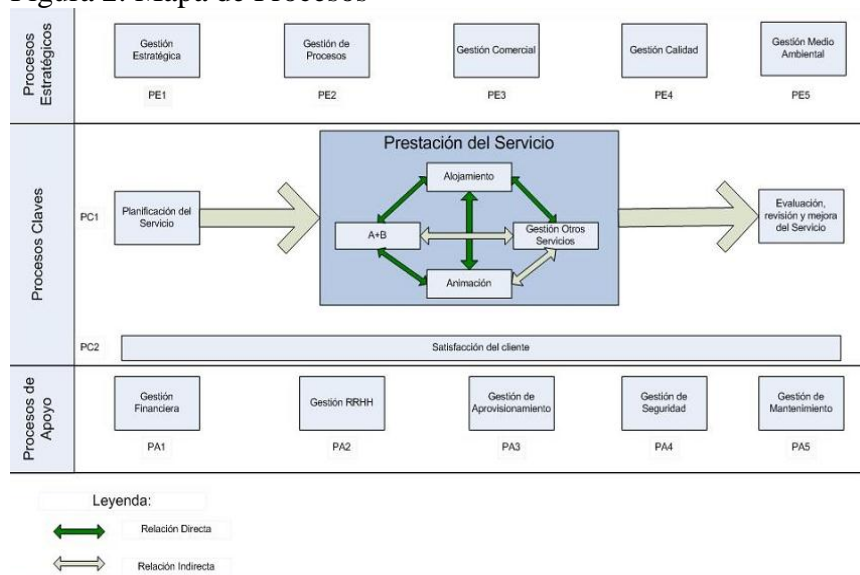 Figura 2. Mapa de Procesos
Procesos
Estratégicos
Gestión
Estratégica
PE1
Gestión de
Procesos
PE2
Gestión Comercial
PE3
Gestión Calidad
PE4
Gestión Medio
Ambiental
PE5
Procesos Claves
PC1
Planificación del
Servicio
Prestación del Servicio
Alojamiento
A+B
Gestión Otros
Servicios
Animación
Evaluación,
revisión y mejora
del Servicio
PC2
Satisfacción del cliente
Procesos de
Apoyo
Gestión
Financiera
PA1
Gestión RRHH
PA2
Gestión de
Aprovisionamiento
PA3
Gestión de
Seguridad
PA4
Gestión de
Mantenimiento
PA5
Leyenda:
Relación Directa
Relación Indirecta